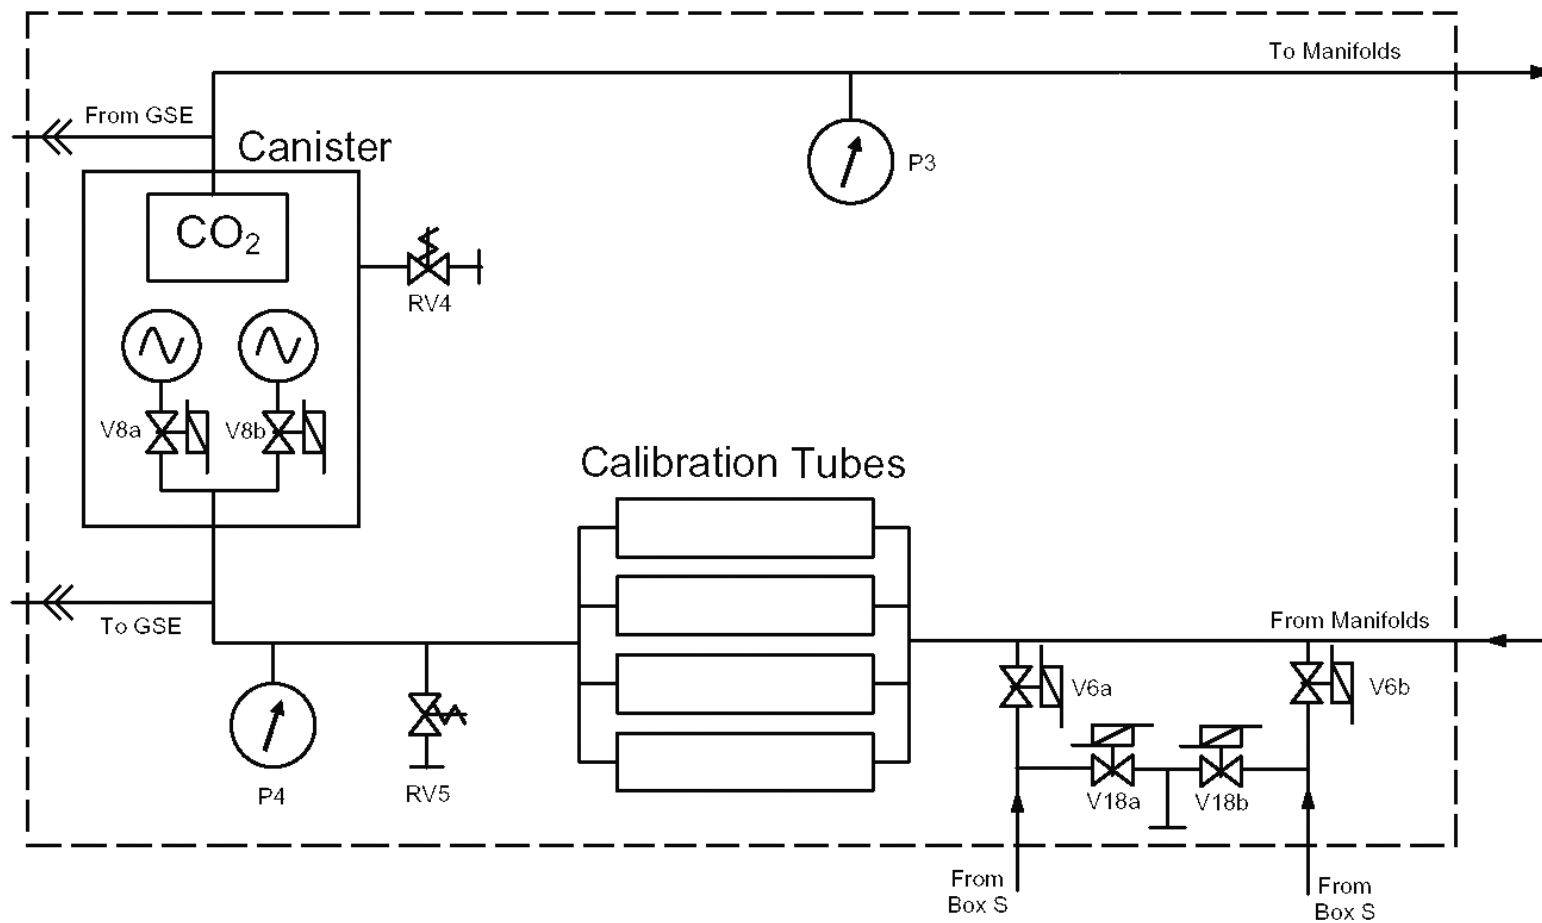 To Manifolds
From GSE
Canister
P3
CO₂
RV4
V8a
V8b
Calibration Tubes
To GSE
From Manifolds
V6a
V6b
P4
RV5
V18a
V18b
From
Box S
From
Box S